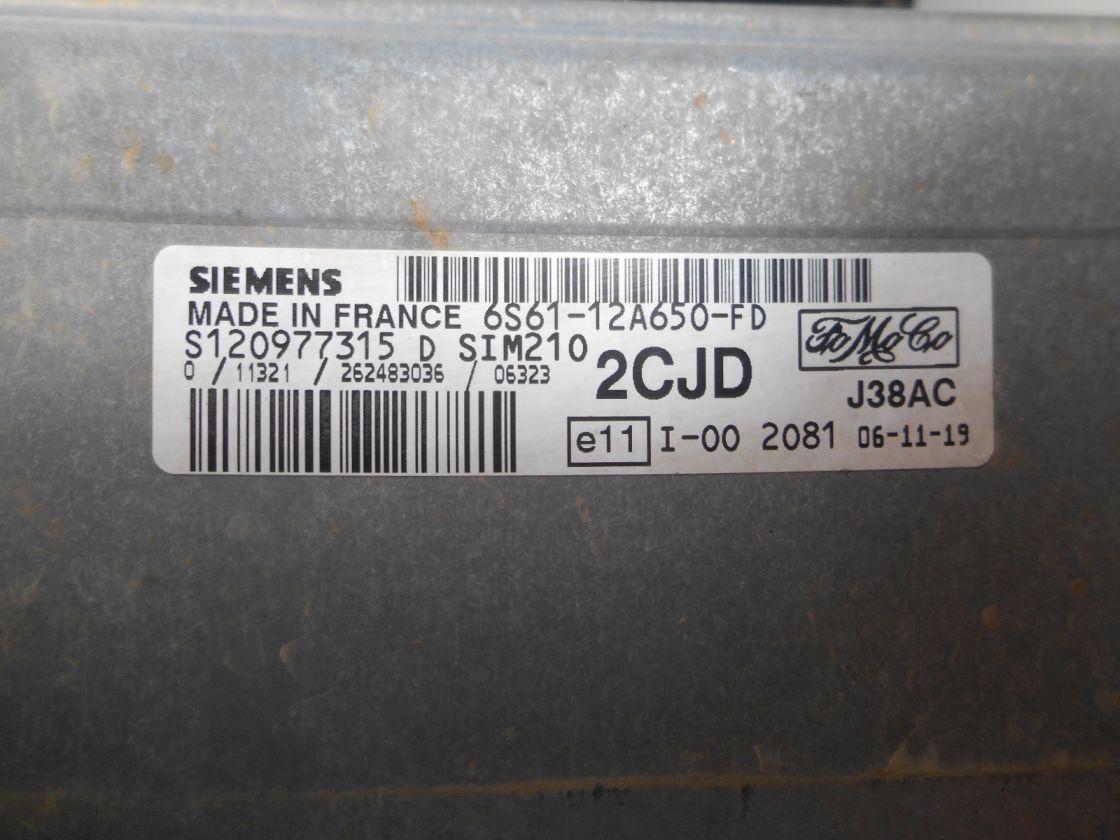 SIEMENS
MADE IN FRANCE 6S61-12A650-FD
S120977315 D SIM210
0 / 11321 / 262483036 / 06323
2CJD
FoMoCo
J38AC
e11 I-00 2081 06-11-19